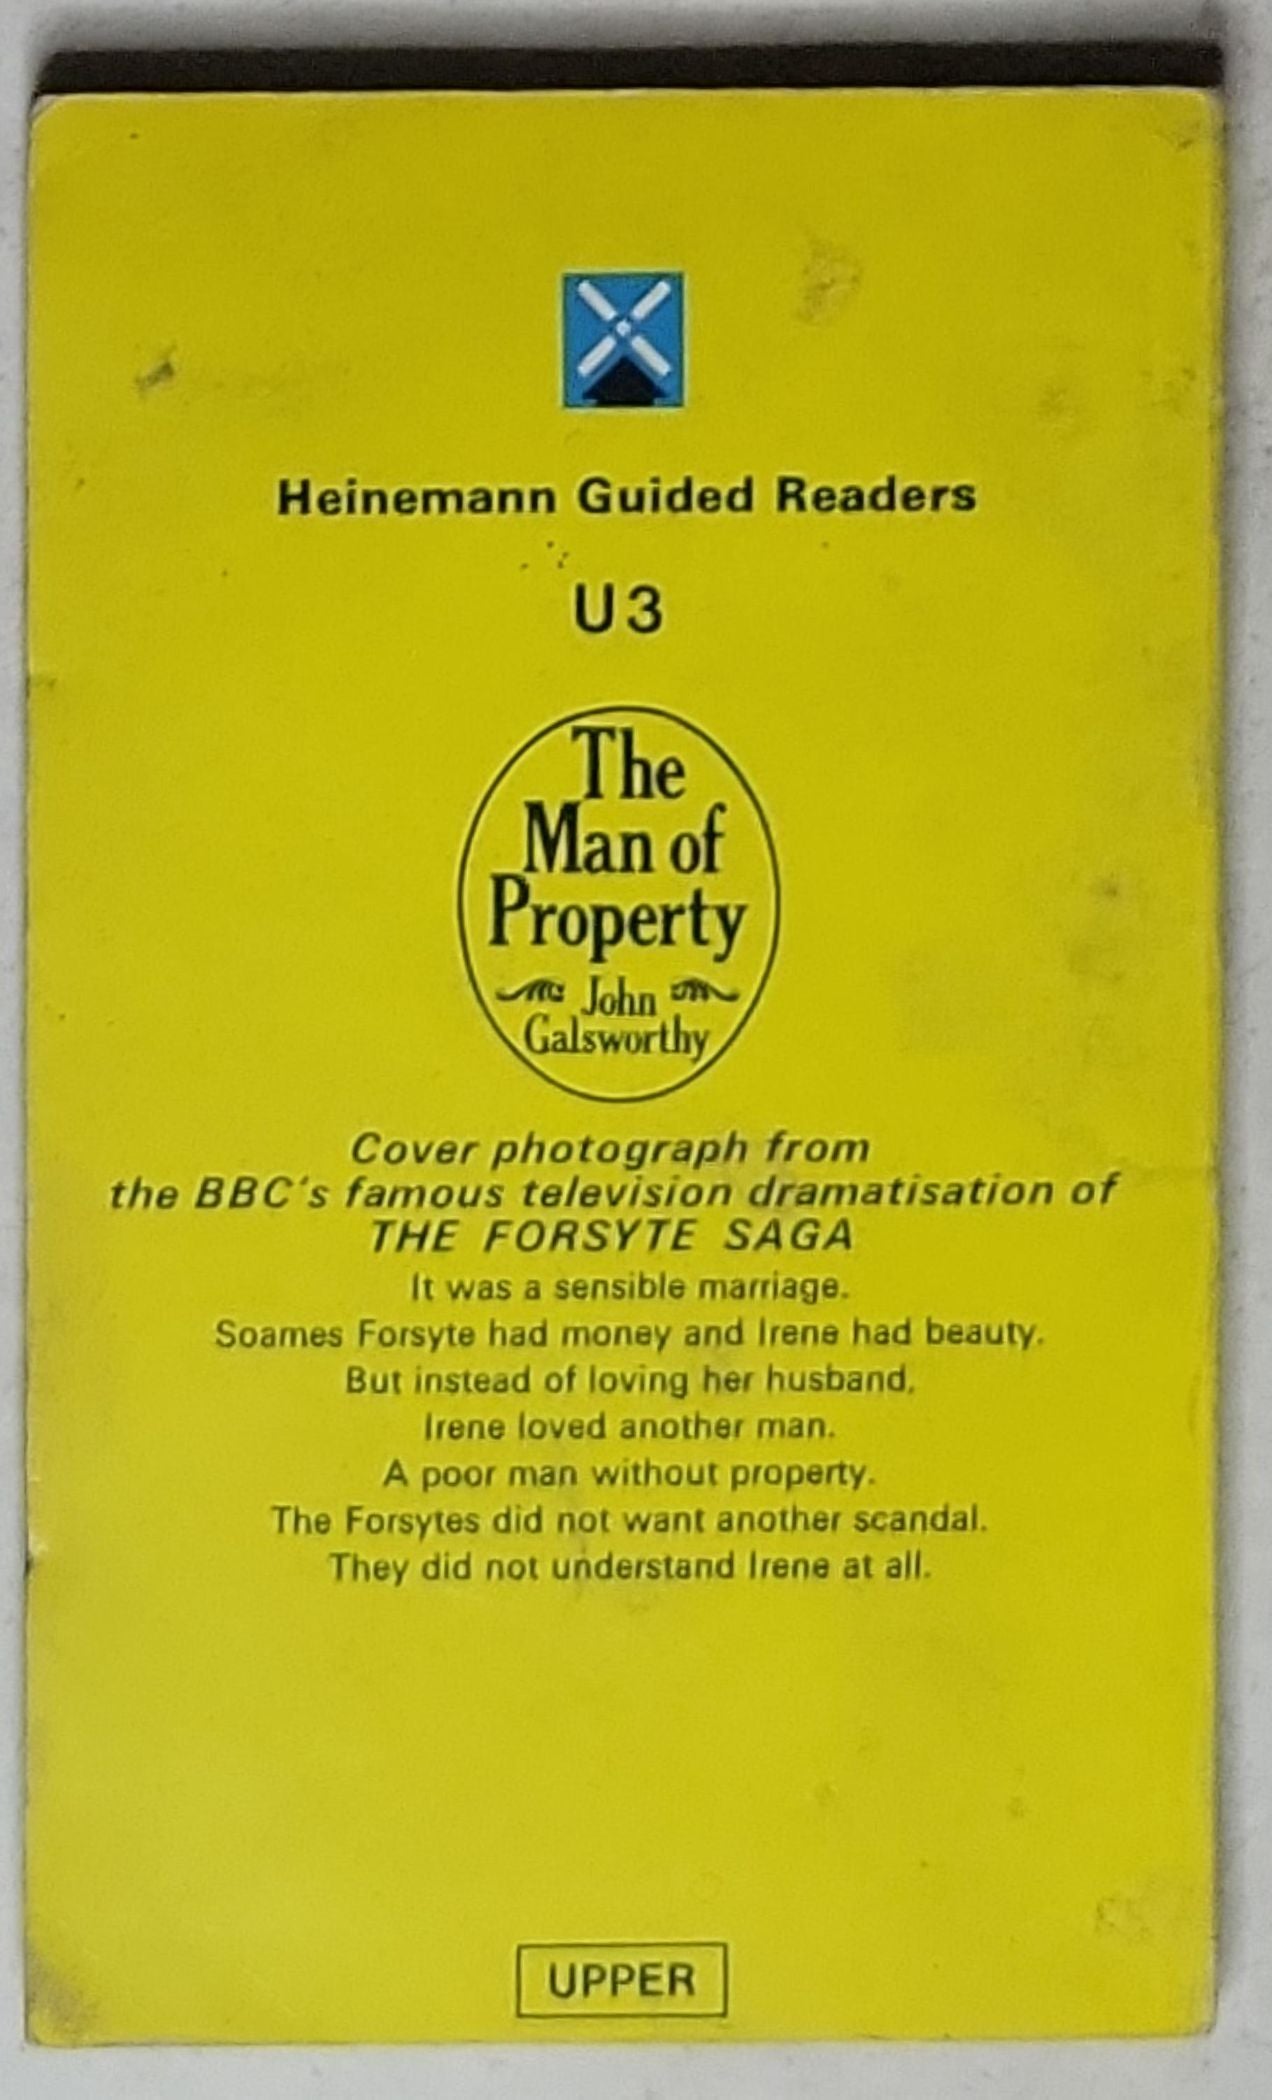 Heinemann Guided Readers
U3
The
Man of
Property
John
Galsworthy
Cover photograph from
the BBC's famous television dramatisation of
THE FORSYTE SAGA
It was a sensible marriage.
Soames Forsyte had money and Irene had beauty.
But instead of loving her husband,
Irene loved another man.
A poor man without property.
The Forsytes did not want another scandal.
They did not understand Irene at all.
UPPER